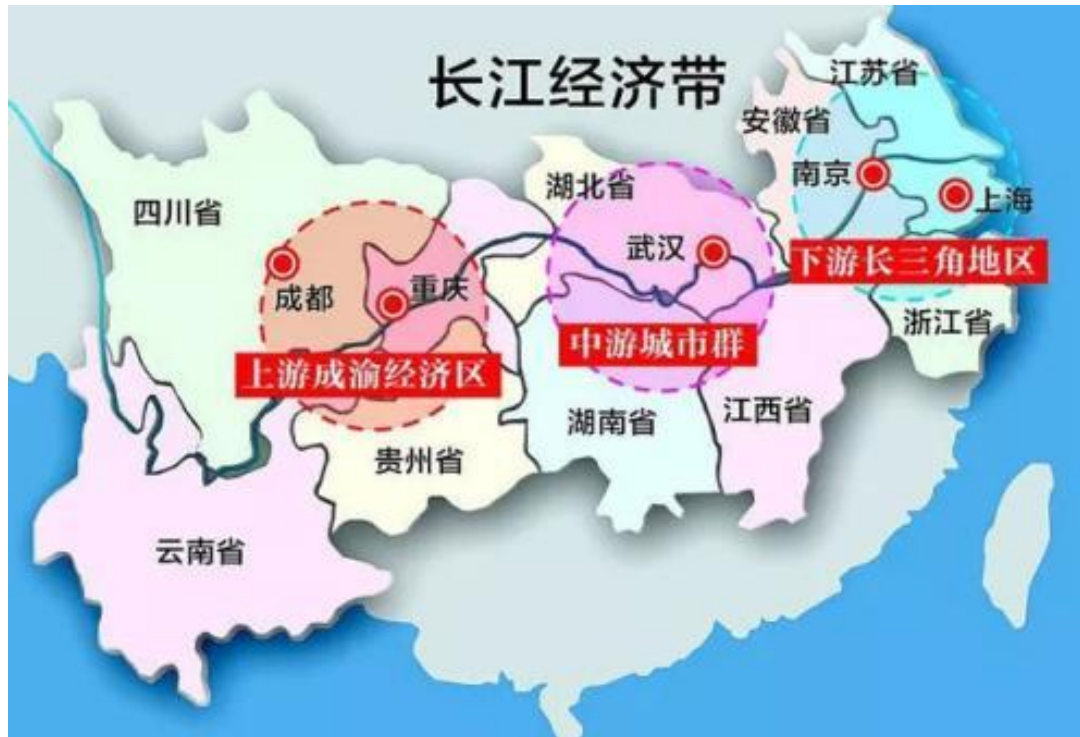 长江经济带
江苏省
安徽省
南京
上海
下游长三角地区
浙江省
湖北省
武汉
中游城市群
湖南省
江西省
四川省
成都
重庆
上游成渝经济区
贵州省
云南省